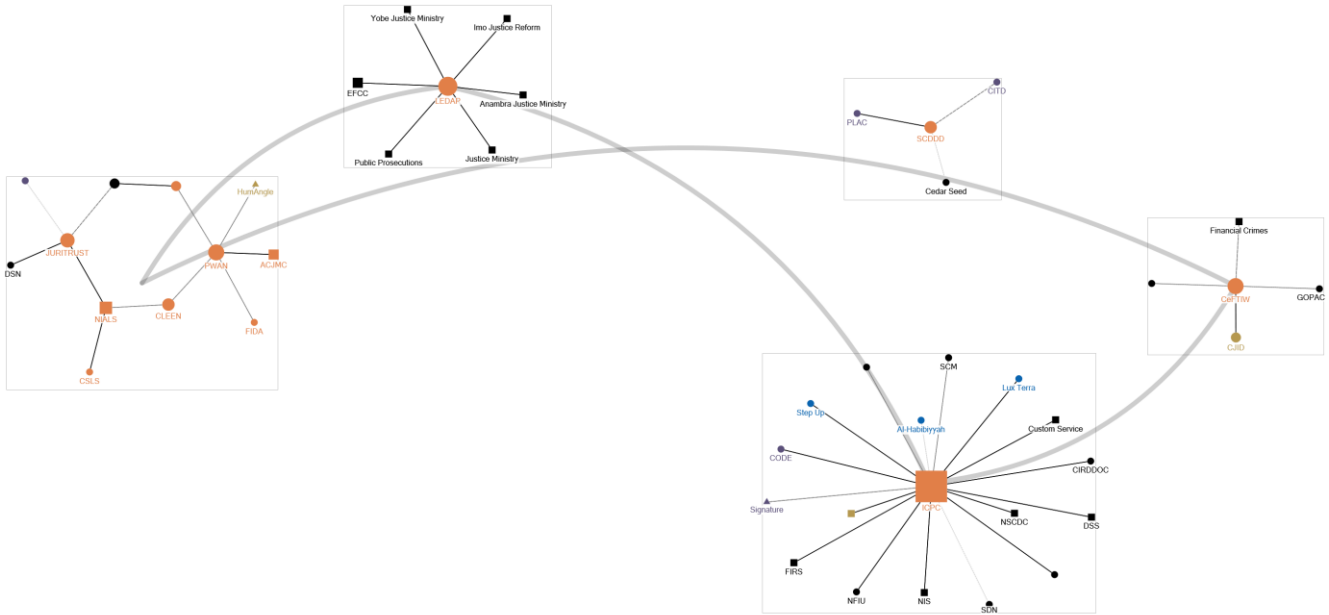 Yobe Justice Ministry
Imo Justice Reform
EFCC
LEDAP
Anambra Justice Ministry
Public Prosecutions
Justice Ministry
CITD
PLAC
SCDDD
Cedar Seed
HumAngle
JURITRUST
DSN
PWAN
ACJMC
NIALS
CLEEN
FIDA
CSLS
Financial Crimes
CeFTIW
GOPAC
CJID
SCM
Lux Terra
Step Up
Al-Habibiyyah
Custom Service
CODE
CIRDDOC
Signature
ICPC
NSCDC
DSS
FIRS
NFIU
NIS
SDN